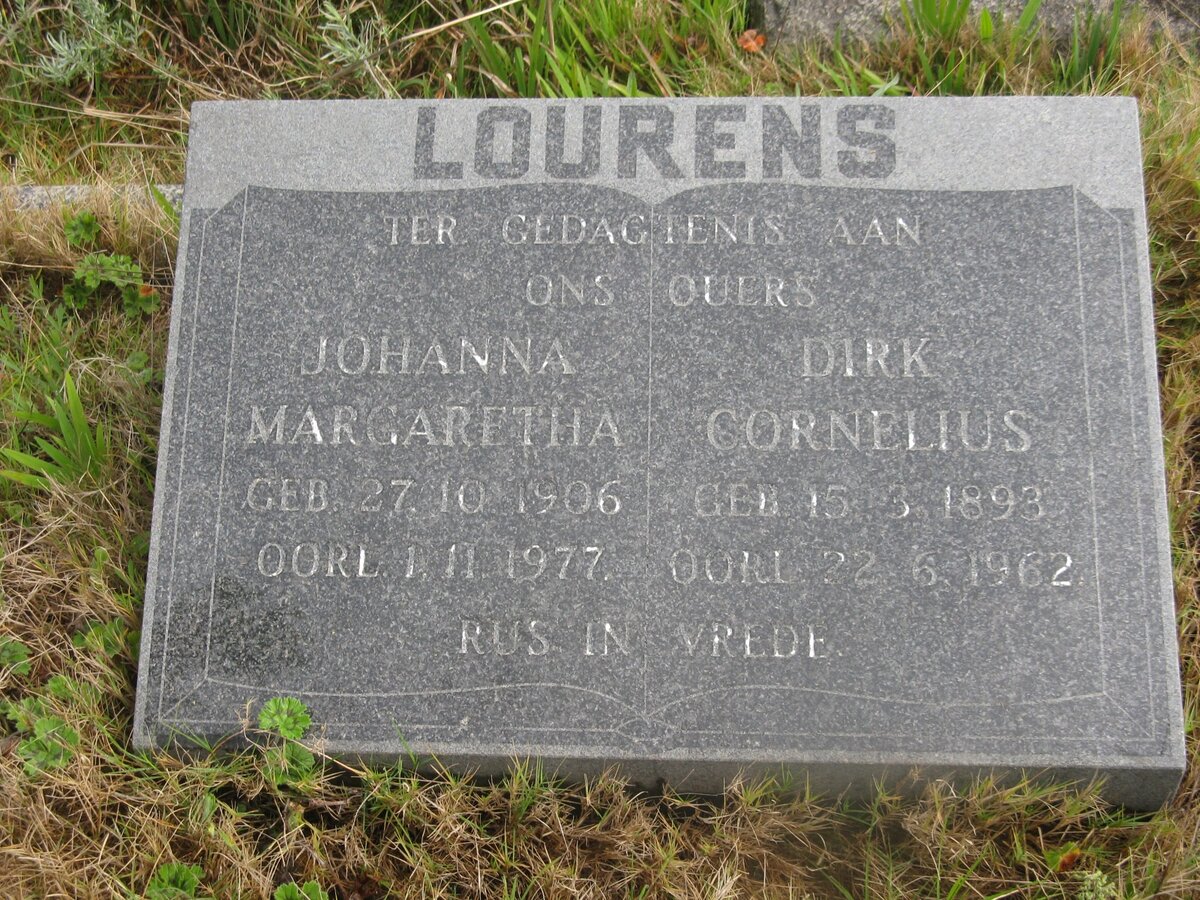 LOURENS
TER GEDAGTENIS AAN
ONS OUERS
JOHANNA
MARGARETHA
GEB. 27. 10 1906
OORL. 1. 11. 1977.
DIRK
CORNELIUS
GEB 15 3. 1893
OORL 22 6. 1962.
RUS IN VREDE.